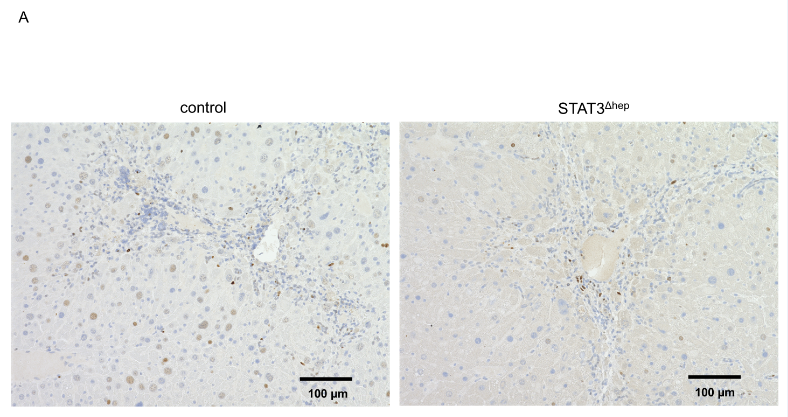 A
control
STAT3Δhep
100 µm
100 µm